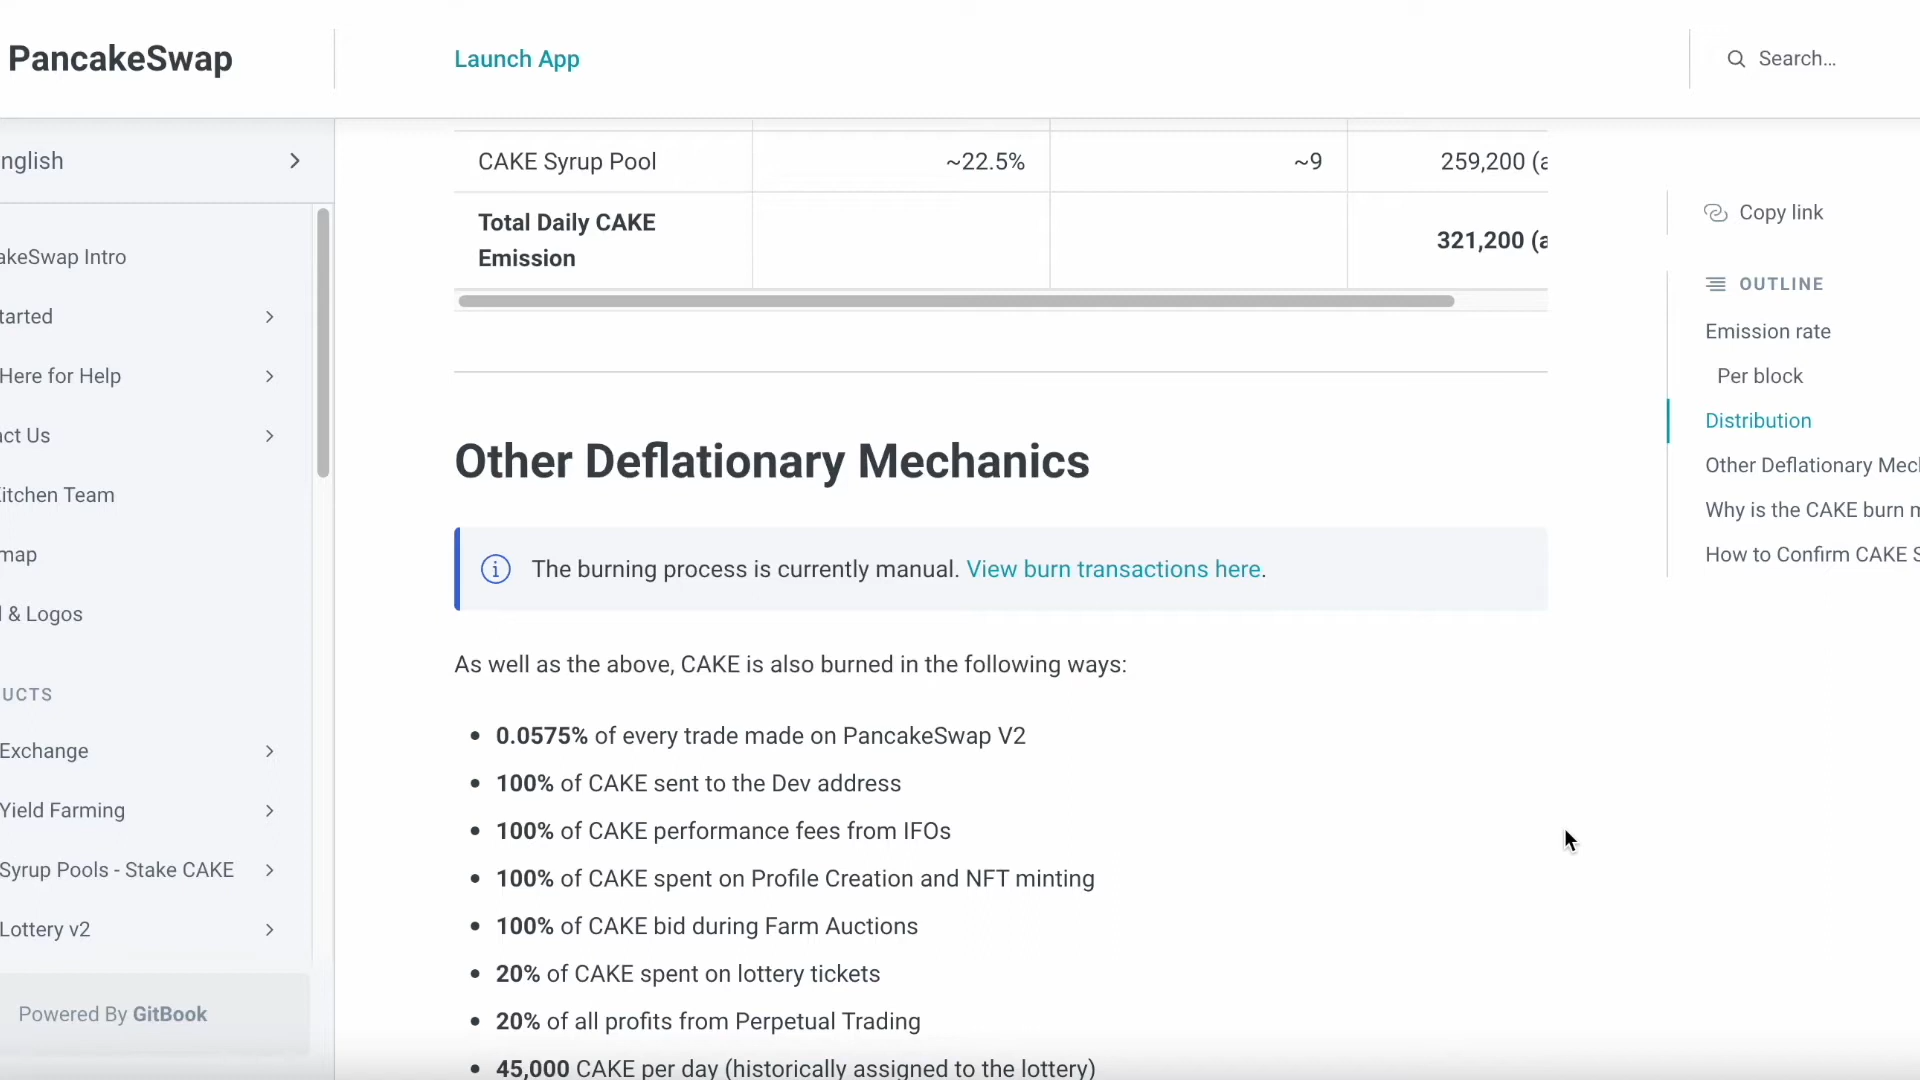 PancakeSwap
Launch App
Search...
nglish
akeSwap Intro
tarted
Here for Help
act Us
Kitchen Team
map
& Logos
UCTS
Exchange
Yield Farming
Syrup Pools - Stake CAKE
Lottery v2
Powered By GitBook
CAKE Syrup Pool ~22.5% ~9 259,200 (a
Total Daily CAKE
Emission
321,200 (a
Other Deflationary Mechanics
The burning process is currently manual. View burn transactions here.
As well as the above, CAKE is also burned in the following ways:
• 0.0575% of every trade made on PancakeSwap V2
• 100% of CAKE sent to the Dev address
• 100% of CAKE performance fees from IFOs
• 100% of CAKE spent on Profile Creation and NFT minting
• 100% of CAKE bid during Farm Auctions
• 20% of CAKE spent on lottery tickets
• 20% of all profits from Perpetual Trading
• 45,000 CAKE per day (historically assigned to the lottery)
Copy link
OUTLINE
Emission rate
Per block
Distribution
Other Deflationary Mec
Why is the CAKE burn m
How to Confirm CAKE S